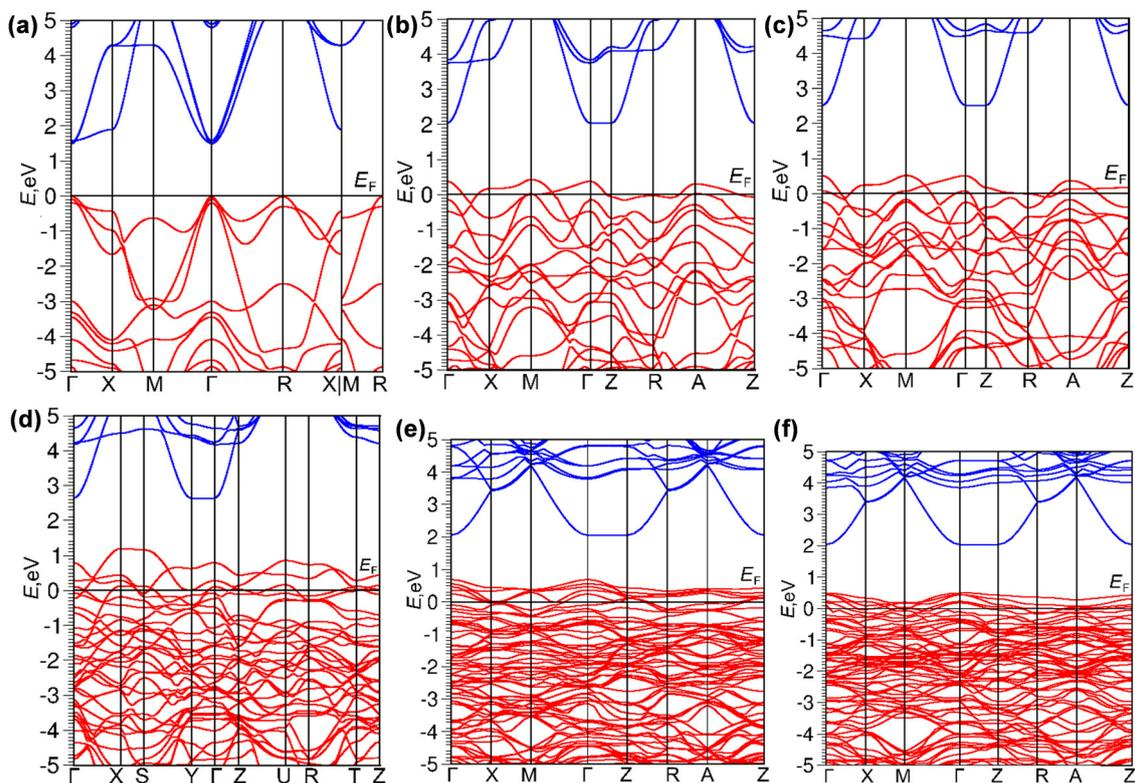 (a)
E,eV
5
4
3
2
1
0
-1
-2
-3
-4
-5
E_F
Γ X M Γ R X|M R
(b)
E,eV
5
4
3
2
1
0
-1
-2
-3
-4
-5
E_F
Γ X M Γ Z R A Z
(c)
E,eV
5
4
3
2
1
0
-1
-2
-3
-4
-5
E_F
Γ X M Γ Z R A Z
(d)
E,eV
5
4
3
2
1
0
-1
-2
-3
-4
-5
E_F
Γ X S Y Γ Z U R T Z
(e)
E,eV
5
4
3
2
1
0
-1
-2
-3
-4
-5
E_F
Γ X M Γ Z R A Z
(f)
E,eV
5
4
3
2
1
0
-1
-2
-3
-4
-5
E_F
Γ X M Γ Z R A Z